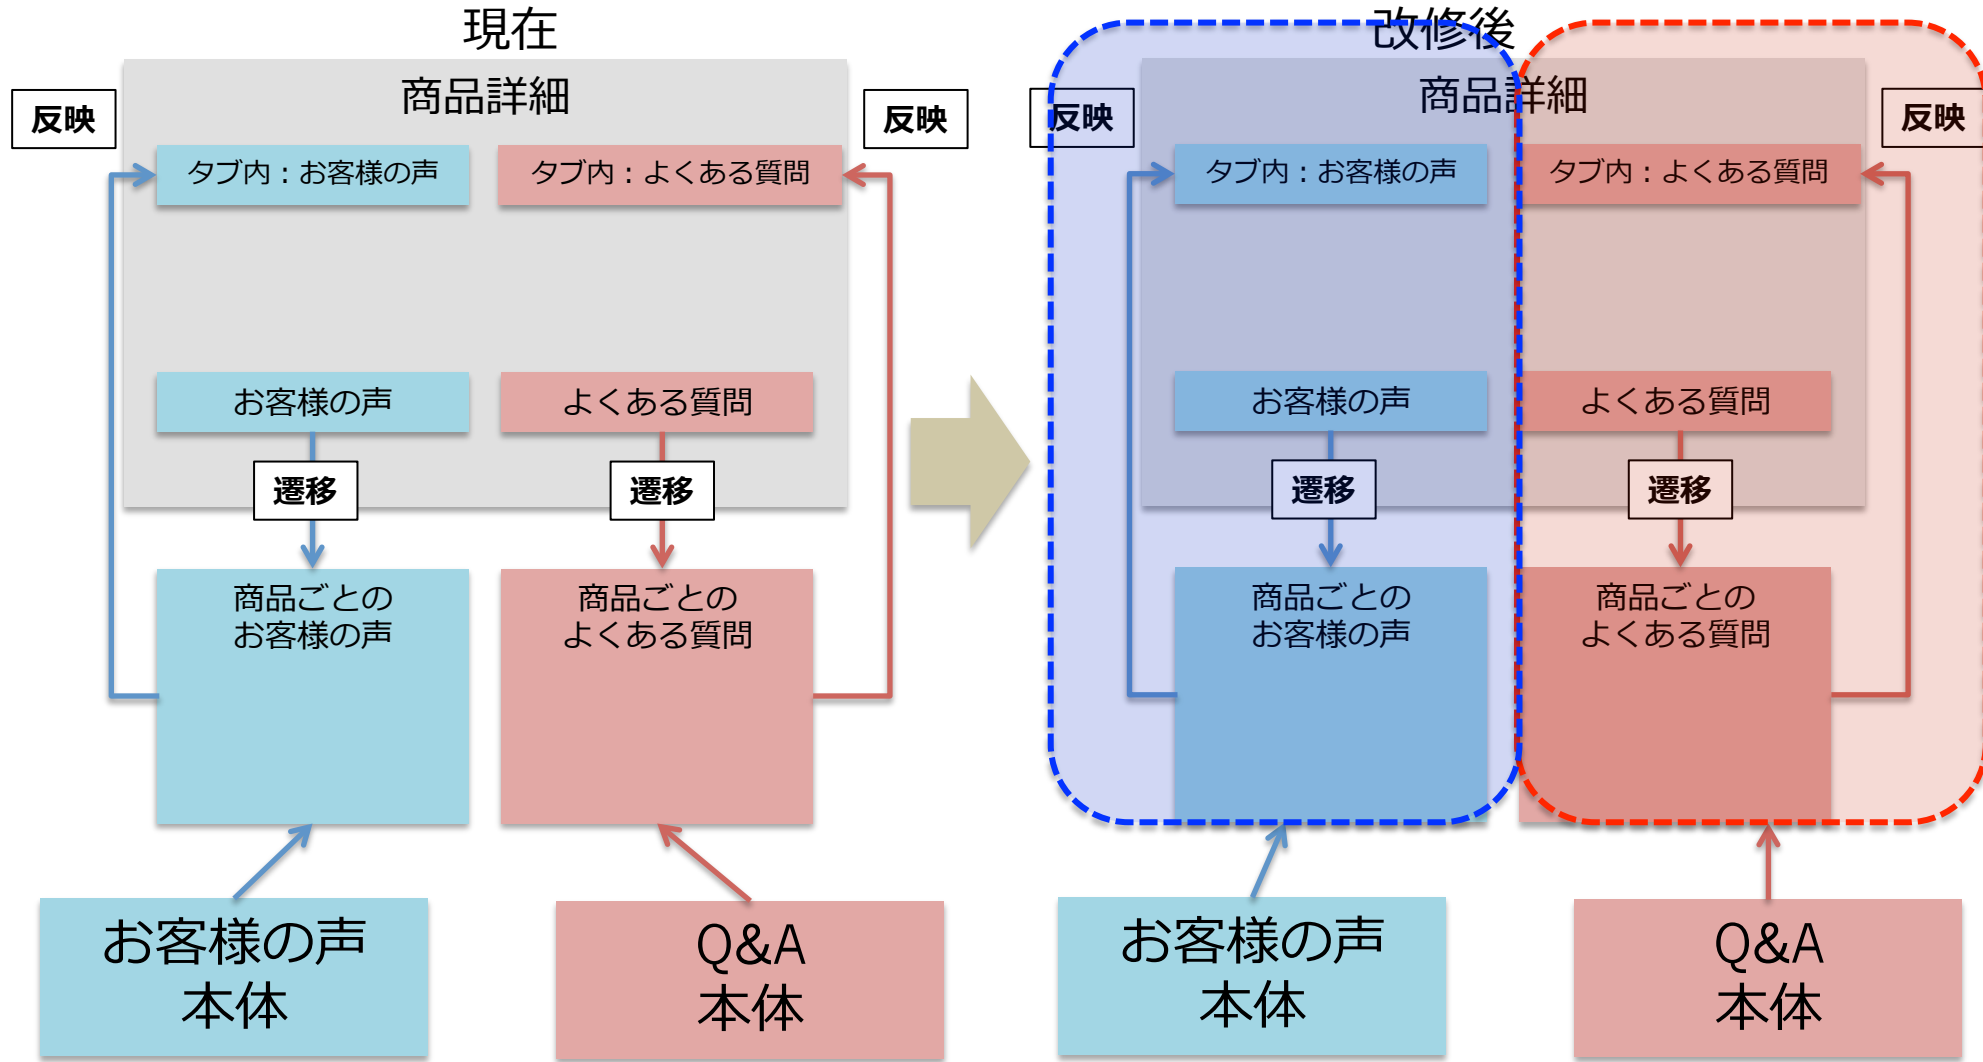 現在
商品詳細
反映
反映
タブ内：お客様の声
タブ内：よくある質問
お客様の声
よくある質問
遷移
遷移
商品ごとの
お客様の声
商品ごとの
よくある質問
お客様の声
本体
Q&A
本体
改修後
商品詳細
反映
反映
タブ内：お客様の声
タブ内：よくある質問
お客様の声
よくある質問
遷移
遷移
商品ごとの
お客様の声
商品ごとの
よくある質問
お客様の声
本体
Q&A
本体